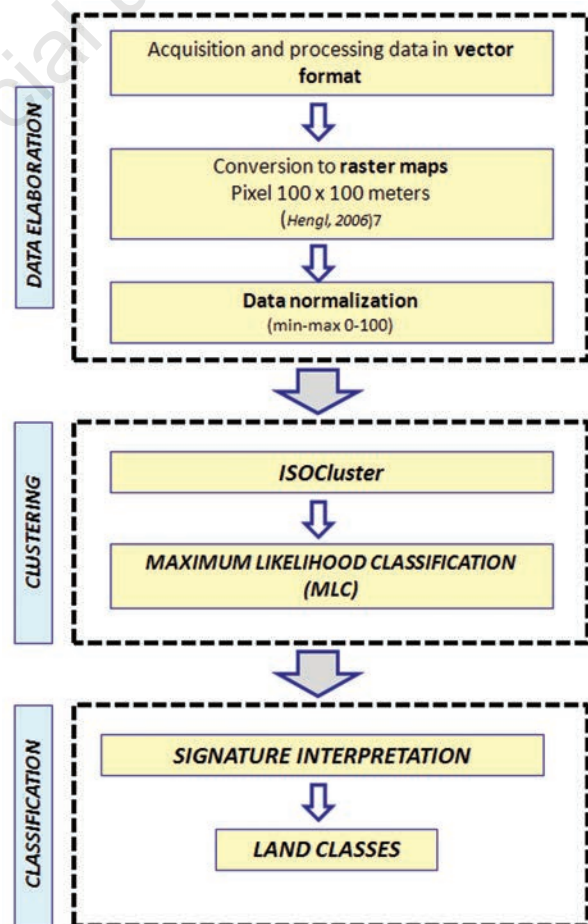 cial
DATA ELABORATION
Acquisition and processing data in vector
format
Conversion to raster maps
Pixel 100 x 100 meters
(Hengl, 2006)7
Data normalization
(min-max 0-100)
CLUSTERING
ISOCluster
MAXIMUM LIKELIHOOD CLASSIFICATION
(MLC)
CLASSIFICATION
SIGNATURE INTERPRETATION
LAND CLASSES